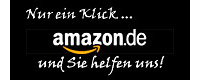 Nur ein Klick ...
amazon.de
und Sie helfen uns!